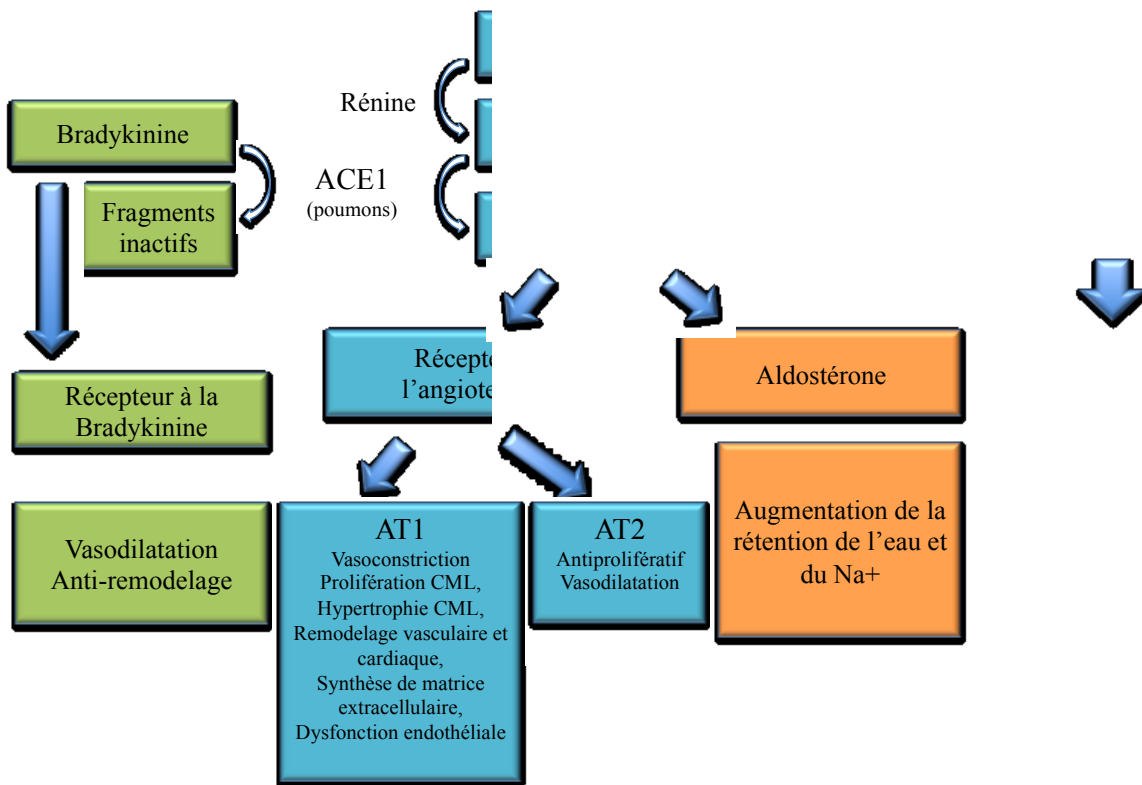 Rénine
Bradykinine
ACE1
(poumons)
Fragments
inactifs
Récepteur à la
Bradykinine
Aldostérone
Vasodilatation
Anti-remodelage
AT1
Vasoconstriction
Prolifération CML,
Hypertrophie CML,
Remodelage vasculaire et
cardiaque,
Synthèse de matrice
extracellulaire,
Dysfonction endothéliale
AT2
Antiprolifératif
Vasodilatation
Augmentation de la
rétention de l’eau et
du Na+